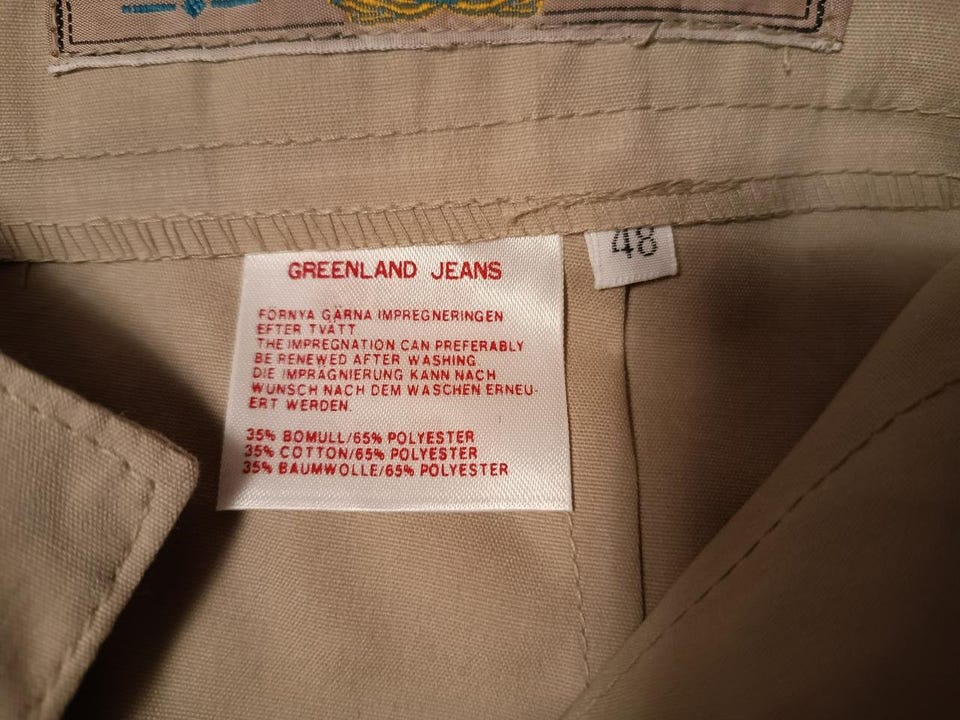 GREENLAND JEANS
48
FÖRNYA GÄRNA IMPREGNERINGEN
EFTER TVÄTT
THE IMPREGNATION CAN PREFERABLY
BE RENEWED AFTER WASHING
DIE IMPRÄGNIERUNG KANN NACH
WUNSCH NACH DEM WASCHEN ERNEU-
ERT WERDEN.
35% BOMULL/65% POLYESTER
35% COTTON/65% POLYESTER
35% BAUMWOLLE/65% POLYESTER